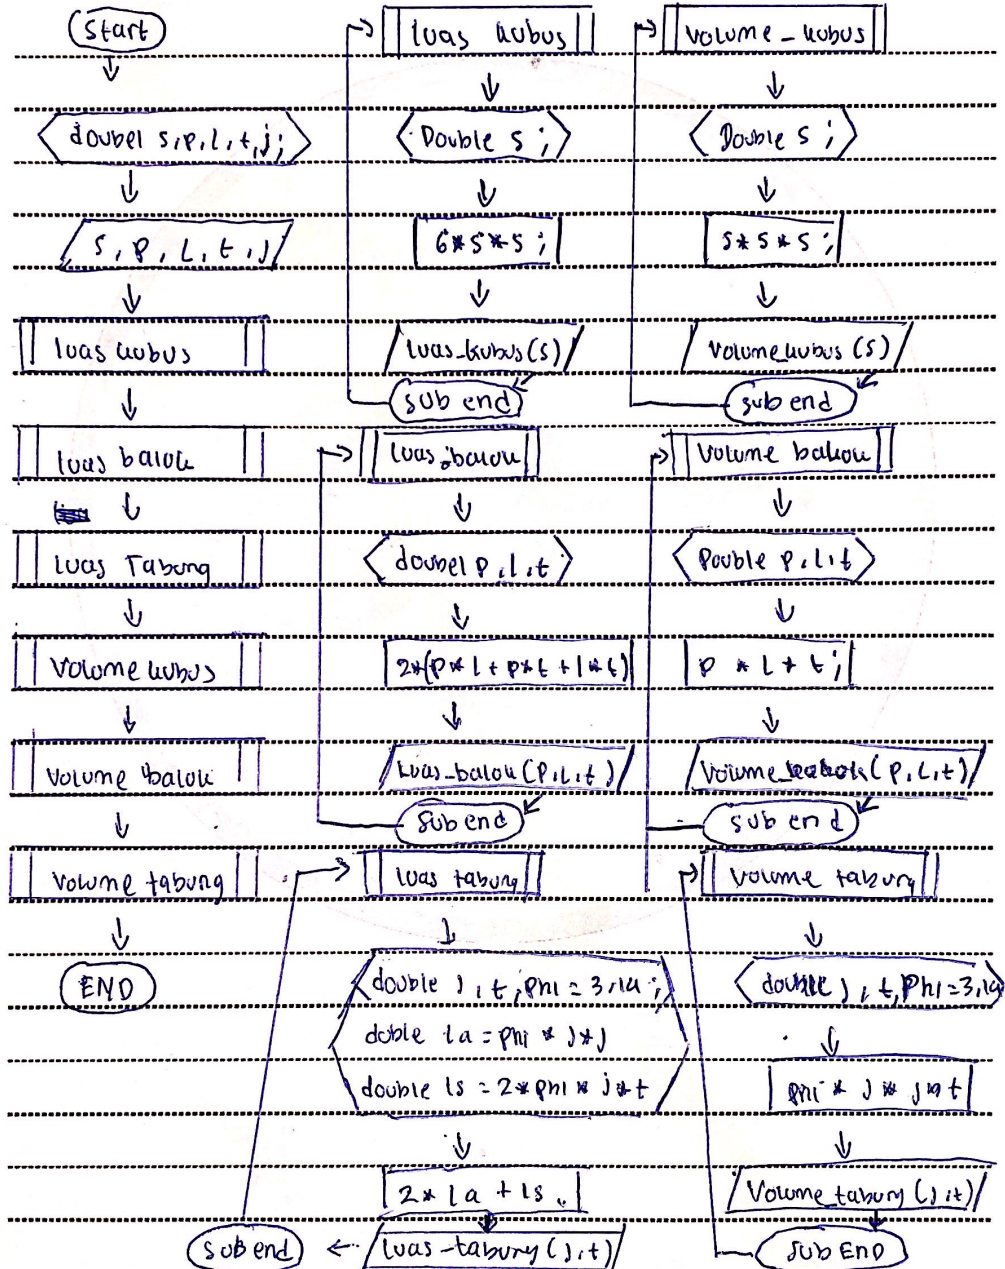 Start
doubel s,p,l,t,j;
s, p, L, t, j
luas kubus
luas balok
luas Tabung
Volume kubus
Volume balok
Volume tabung
END
luas kubus
Double s ;
6*s*s ;
luas_kubus(s)
sub end
luas balok
doubel p,l,t
2*(p*l+p*t+l*t)
luas_balok(p,l,t)
sub end
luas tabung
double j,t,phi=3,14;
doble la=phi * j*j
double ls = 2*phi* j*t
2* la + ls
luas-tabung (j,t)
sub end
volume_kubus
Double s ;
s*s*s ;
Volume_kubus (s)
sub end
Volume balok
Double p,l,t
p * l * t;
Volume_balok(p,l,t)
sub end
Volume tabung
double j, t, phi=3,14
phi * j * j * t
Volume_tabung (j,t)
sub END